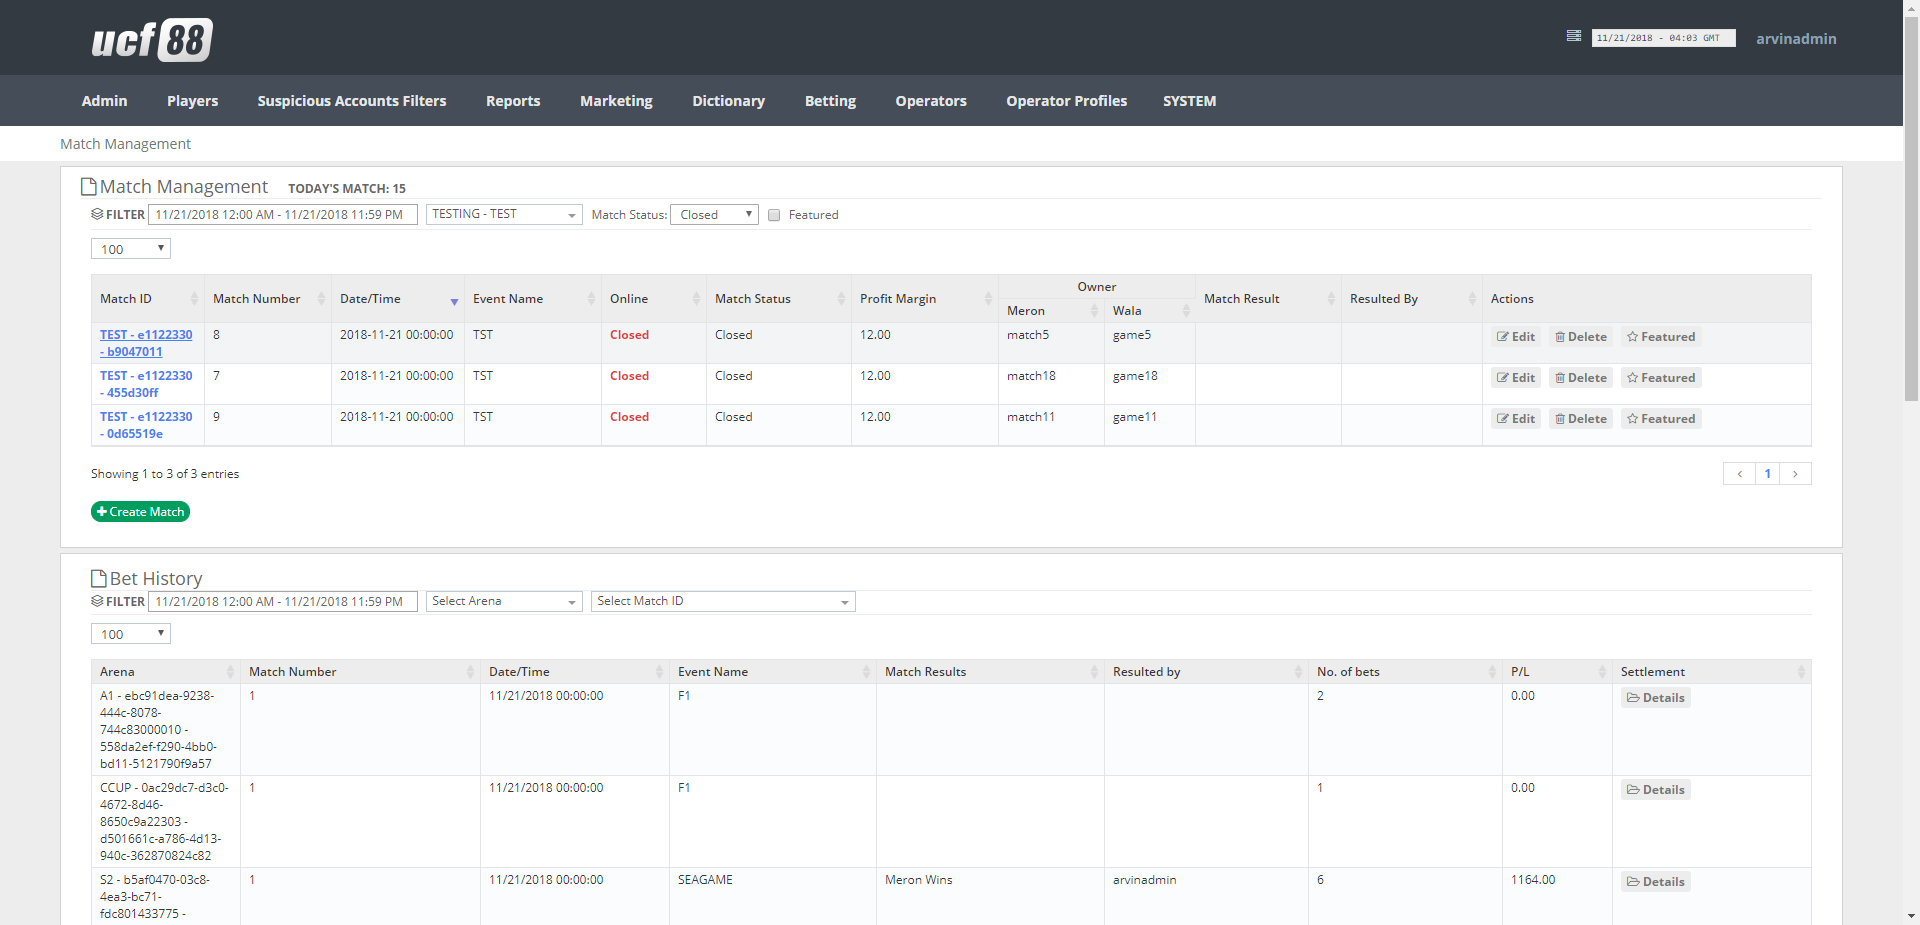 ucf 88
11/21/2018 - 04:03 GMT
arvinadmin
Admin Players Suspicious Accounts Filters Reports Marketing Dictionary Betting Operators Operator Profiles SYSTEM
Match Management
Match Management TODAY'S MATCH: 15
FILTER 11/21/2018 12:00 AM - 11/21/2018 11:59 PM TESTING - TEST Match Status: Closed Featured
100
Owner
Match ID Match Number Date/Time Event Name Online Match Status Profit Margin Meron Wala Match Result Resulted By Actions
TEST - e1122330 8 2018-11-21 00:00:00 TST Closed Closed 12.00 match5 game5 Edit Delete Featured
- b9047011
TEST - e1122330 7 2018-11-21 00:00:00 TST Closed Closed 12.00 match18 game18 Edit Delete Featured
- 455d30ff
TEST - e1122330 9 2018-11-21 00:00:00 TST Closed Closed 12.00 match11 game11 Edit Delete Featured
- 0d65519e
Showing 1 to 3 of 3 entries ‹ 1 ›
Create Match
Bet History
FILTER 11/21/2018 12:00 AM - 11/21/2018 11:59 PM Select Arena Select Match ID
100
Arena Match Number Date/Time Event Name Match Results Resulted by No. of bets P/L Settlement
A1 - ebc91dea-9238- 1 11/21/2018 00:00:00 F1 2 0.00 Details
444c-8078-
744c83000010 -
558da2ef-f290-4bb0-
bd11-5121790f9a57
CCUP - 0ac29dc7-d3c0- 1 11/21/2018 00:00:00 F1 1 0.00 Details
4672-8d46-
8650c9a22303 -
d501661c-a786-4d13-
940c-362870824c82
S2 - b5af0470-03c8- 1 11/21/2018 00:00:00 SEAGAME Meron Wins arvinadmin 6 1164.00 Details
4ea3-bc71-
fdc801433775 -